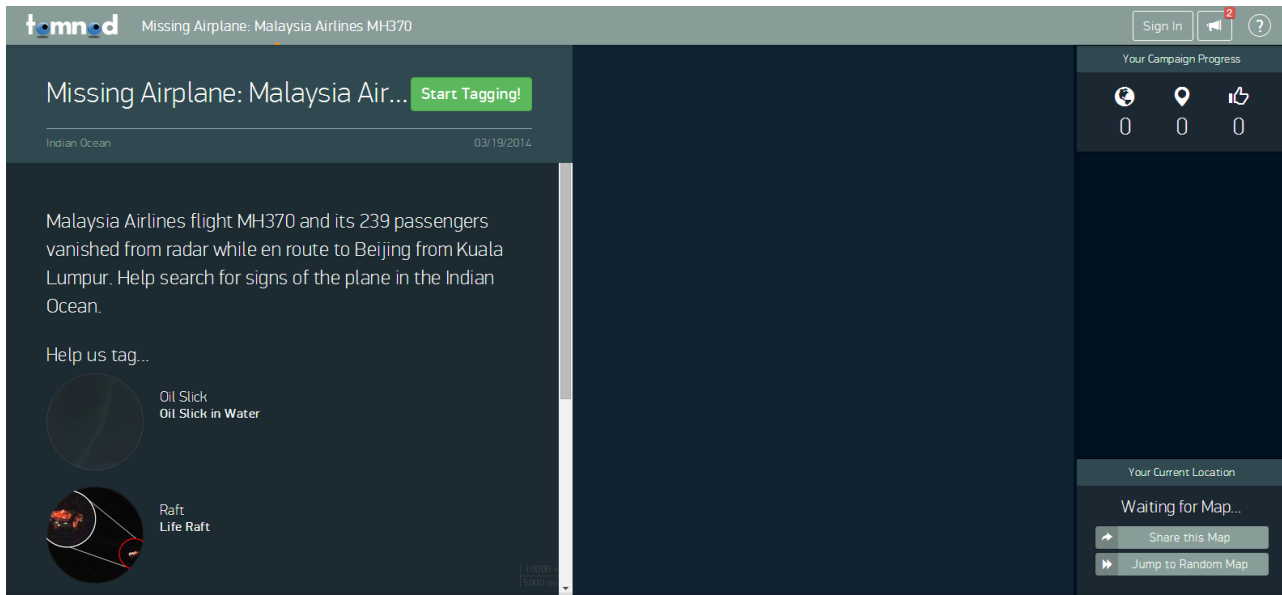 tomnod
Missing Airplane: Malaysia Airlines MH370
Sign In
2
?
Missing Airplane: Malaysia Air...
Start Tagging!
Indian Ocean
03/19/2014
Malaysia Airlines flight MH370 and its 239 passengers
vanished from radar while en route to Beijing from Kuala
Lumpur. Help search for signs of the plane in the Indian
Ocean.
Help us tag...
Oil Slick
Oil Slick in Water
Raft
Life Raft
10000
5000
Your Campaign Progress
0 0 0
Your Current Location
Waiting for Map...
Share this Map
Jump to Random Map